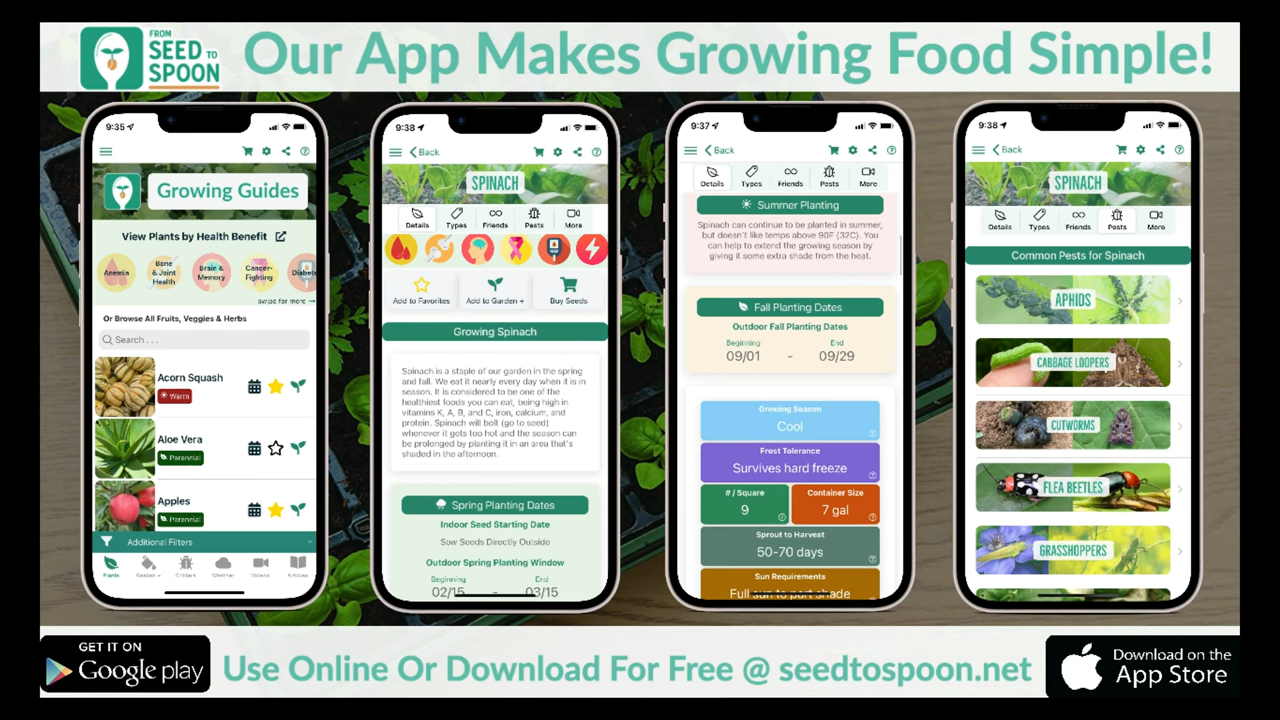 FROM
SEED TO
SPOON
Our App Makes Growing Food Simple!
9:35
Growing Guides
View Plants by Health Benefit
Anemia
Bone
& Joint
Health
Brain &
Memory
Cancer-
Fighting
Diabet
swipe for more →
Or Browse All Fruits, Veggies & Herbs
Search . . .
Acorn Squash
Warm
Aloe Vera
Perennial
Apples
Perennial
Additional Filters
Plants
Garden
Critters
Weather
Videos
Articles
9:38
Back
SPINACH
Details
Types
Friends
Pests
More
Add to Favorites
Add to Garden +
Buy Seeds
Growing Spinach
Spinach is a staple of our garden in the spring
and fall. We eat it nearly every day when it is in
season. It is considered to be one of the
healthiest foods you can eat, being high in
vitamins K, A, B, and C, iron, calcium, and
protein. Spinach will bolt (go to seed)
whenever it gets too hot and the season can
be prolonged by planting it in an area that's
shaded in the afternoon.
Spring Planting Dates
Indoor Seed Starting Date
Sow Seeds Directly Outside
Outdoor Spring Planting Window
Beginning
End
02/15 - 03/15
9:37
Back
Details
Types
Friends
Pests
More
Summer Planting
Spinach can continue to be planted in summer,
but doesn't like temps above 90F (32C). You
can help to extend the growing season by
giving it some extra shade from the heat.
Fall Planting Dates
Outdoor Fall Planting Dates
Beginning
End
09/01 - 09/29
Growing Season
Cool
Frost Tolerance
Survives hard freeze
# / Square
9
Container Size
7 gal
Sprout to Harvest
50-70 days
Sun Requirements
Full sun to part shade
9:38
Back
SPINACH
Details
Types
Friends
Pests
More
Common Pests for Spinach
APHIDS
CABBAGE LOOPERS
CUTWORMS
FLEA BEETLES
GRASSHOPPERS
GET IT ON
Google play
Use Online Or Download For Free @ seedtospoon.net
Download on the
App Store